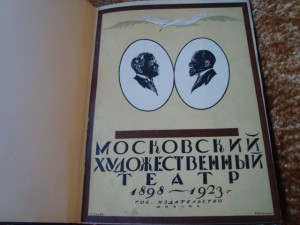 МОСКОВСКИЙ
ХУДОЖЕСТВЕННЫЙ
ТЕАТР
1898–1923 г
ГОС. ИЗДАТЕЛЬСТВО
МОСКВА